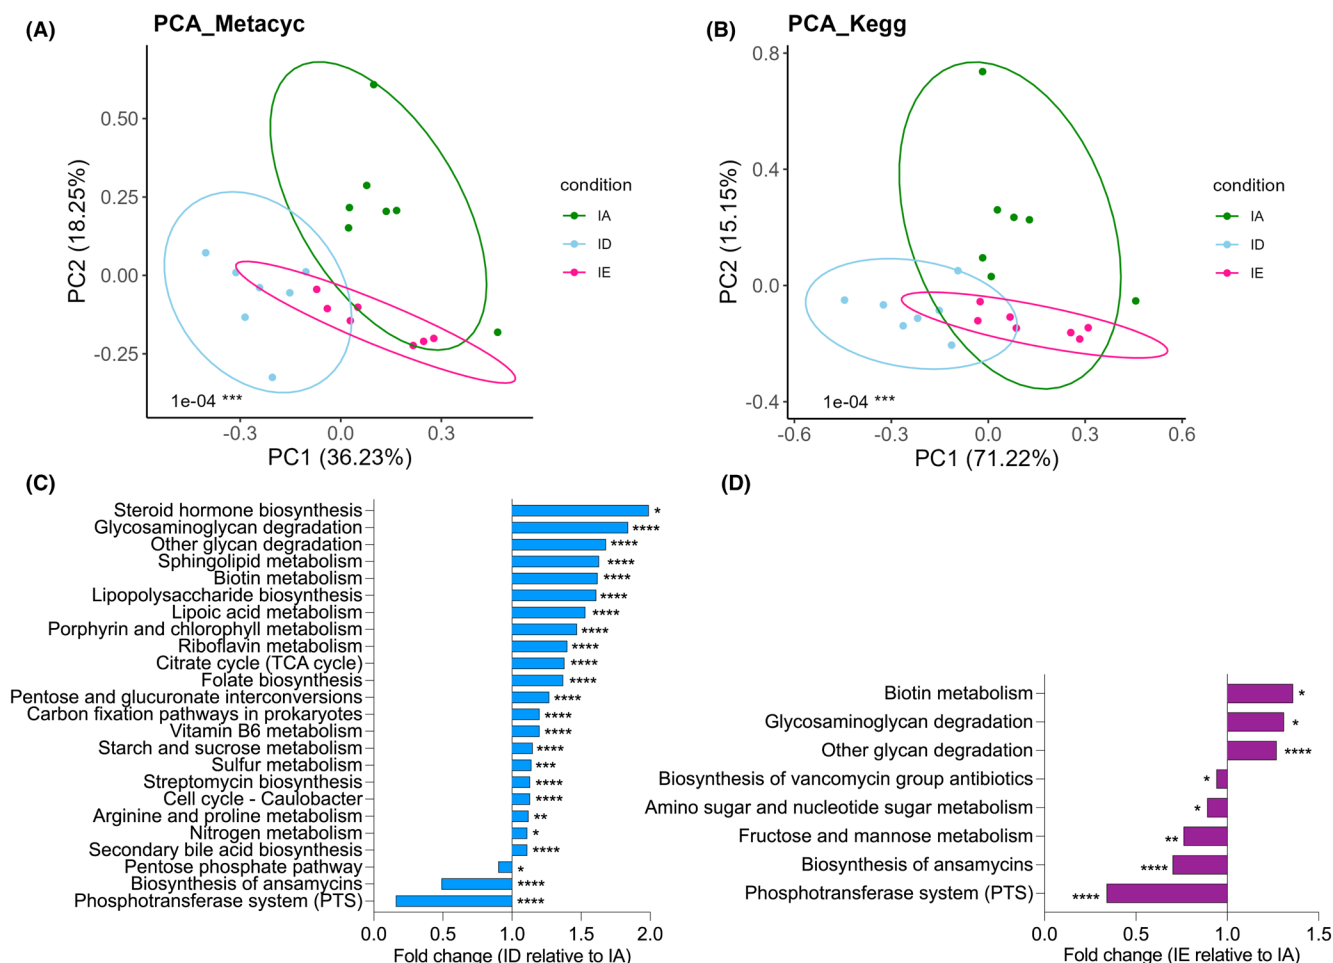 (A)
PCA_Metacyc
0.50
0.25
0.00
-0.25
PC2 (18.25%)
1e-04 ***
-0.3
0.0
0.3
PC1 (36.23%)
condition
IA
ID
IE
(B)
PCA_Kegg
0.8
0.4
0.0
-0.4
PC2 (15.15%)
1e-04 ***
-0.6
-0.3
0.0
0.3
0.6
PC1 (71.22%)
condition
IA
ID
IE
(C)
Steroid hormone biosynthesis *
Glycosaminoglycan degradation ****
Other glycan degradation ****
Sphingolipid metabolism ****
Biotin metabolism ****
Lipopolysaccharide biosynthesis ****
Lipoic acid metabolism ****
Porphyrin and chlorophyll metabolism ****
Riboflavin metabolism ****
Citrate cycle (TCA cycle) ****
Folate biosynthesis ****
Pentose and glucuronate interconversions ****
Carbon fixation pathways in prokaryotes ****
Vitamin B6 metabolism ****
Starch and sucrose metabolism ****
Sulfur metabolism ***
Streptomycin biosynthesis ****
Cell cycle - Caulobacter ****
Arginine and proline metabolism **
Nitrogen metabolism *
Secondary bile acid biosynthesis ****
Pentose phosphate pathway *
Biosynthesis of ansamycins ****
Phosphotransferase system (PTS) ****
0.0 0.5 1.0 1.5 2.0
Fold change (ID relative to IA)
(D)
Biotin metabolism *
Glycosaminoglycan degradation *
Other glycan degradation ****
Biosynthesis of vancomycin group antibiotics *
Amino sugar and nucleotide sugar metabolism *
Fructose and mannose metabolism **
Biosynthesis of ansamycins ****
Phosphotransferase system (PTS) ****
0.0 0.5 1.0 1.5
Fold change (IE relative to IA)